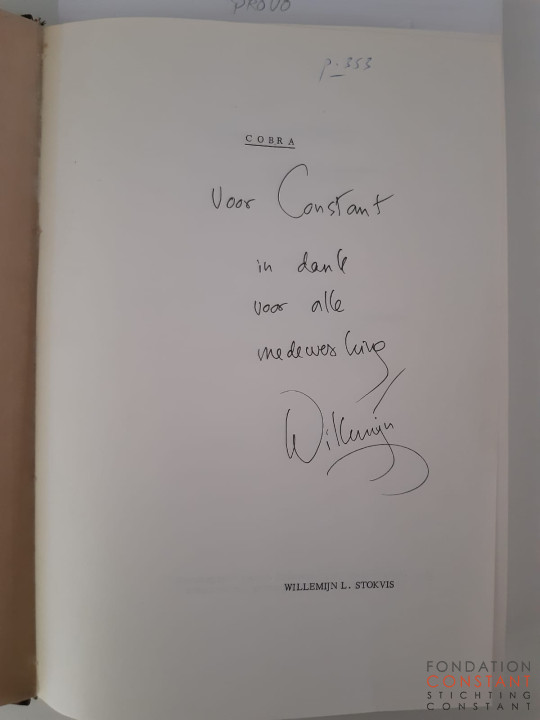 PROVO
p. 353
COBRA
Voor Constant
in dank
voor alle
medewerking
Willemijn
WILLEMIJN L. STOKVIS
FONDATION
CONSTANT
STICHTING
CONSTANT